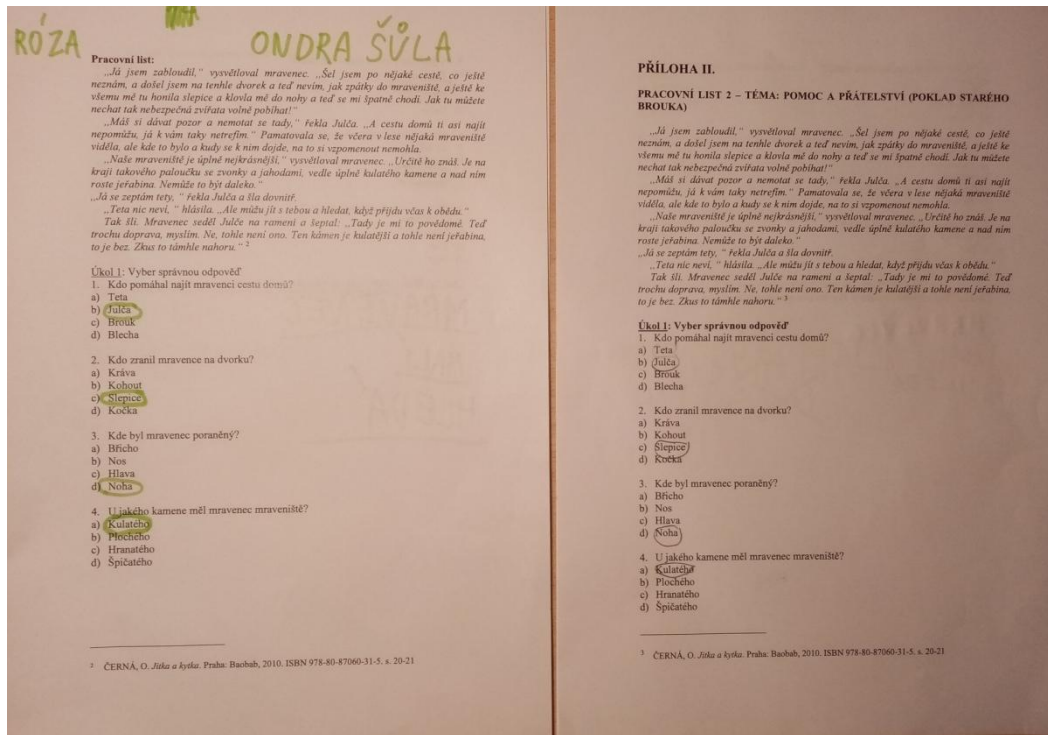 RÓZA
ONDRA ŠŮLA
Pracovní list:
„Já jsem zabloudil,“ vysvětloval mravenec. „Šel jsem po nějaké cestě, co ještě
neznám, a došel jsem na tenhle dvorek a teď nevím, jak zpátky do mraveniště, a ještě ke
všemu mě tu honila slepice a klovla mě do nohy a teď se mi špatně chodí. Jak tu můžete
nechat tak nebezpečná zvířata volně pobíhat!“
„Máš si dávat pozor a nemotat se tady,“ řekla Julča. „A cestu domů ti asi najít
nepomůžu, já k vám taky netrefím.“ Pamatovala se, že včera v lese nějaká mraveniště
viděla, ale kde to bylo a kudy se k nim dojde, na to si vzpomenout nemohla.
„Naše mraveniště je úplně nejkrásnější,“ vysvětloval mravenec. „Určitě ho znáš. Je na
kraji takového paloučku se zvonky a jahodami, vedle úplně kulatého kamene a nad ním
roste jeřabina. Nemůže to být daleko.“
„Já se zeptám tety, “ řekla Julča a šla dovnitř.
„Teta nic neví, “ hlásila. „Ale můžu jít s tebou a hledat, když přijdu včas k obědu.“
Tak šli. Mravenec seděl Julče na rameni a šeptal: „Tady je mi to povědomé. Teď
trochu doprava, myslím. Ne, tohle není ono. Ten kámen je kulatější a tohle není jeřabina,
to je bez. Zkus to támhle nahoru.“ 2
Úkol 1: Vyber správnou odpověď
1. Kdo pomáhal najít mravenci cestu domů?
a) Teta
b) Julča
c) Brouk
d) Blecha
2. Kdo zranil mravence na dvorku?
a) Kráva
b) Kohout
c) Slepice
d) Kočka
3. Kde byl mravenec poraněný?
a) Břicho
b) Nos
c) Hlava
d) Noha
4. U jakého kamene měl mravenec mraveniště?
a) Kulatého
b) Plochého
c) Hranatého
d) Špičatého
2 ČERNÁ, O. Jitka a kytka. Praha: Baobab, 2010. ISBN 978-80-87060-31-5. s. 20-21
PŘÍLOHA II.
PRACOVNÍ LIST 2 – TÉMA: POMOC A PŘÁTELSTVÍ (POKLAD STARÉHO
BROUKA)
„Já jsem zabloudil,“ vysvětloval mravenec. „Šel jsem po nějaké cestě, co ještě
neznám, a došel jsem na tenhle dvorek a teď nevím, jak zpátky do mraveniště, a ještě ke
všemu mě tu honila slepice a klovla mě do nohy a teď se mi špatně chodí. Jak tu můžete
nechat tak nebezpečná zvířata volně pobíhat!“
„Máš si dávat pozor a nemotat se tady,“ řekla Julča. „A cestu domů ti asi najít
nepomůžu, já k vám taky netrefím.“ Pamatovala se, že včera v lese nějaká mraveniště
viděla, ale kde to bylo a kudy se k nim dojde, na to si vzpomenout nemohla.
„Naše mraveniště je úplně nejkrásnější,“ vysvětloval mravenec. „Určitě ho znáš. Je na
kraji takového paloučku se zvonky a jahodami, vedle úplně kulatého kamene a nad ním
roste jeřabina. Nemůže to být daleko.“
„Já se zeptám tety, “ řekla Julča a šla dovnitř.
„Teta nic neví, “ hlásila. „Ale můžu jít s tebou a hledat, když přijdu včas k obědu.“
Tak šli. Mravenec seděl Julče na rameni a šeptal: „Tady je mi to povědomé. Teď
trochu doprava, myslím. Ne, tohle není ono. Ten kámen je kulatější a tohle není jeřabina,
to je bez. Zkus to támhle nahoru.“ 3
Úkol 1: Vyber správnou odpověď
1. Kdo pomáhal najít mravenci cestu domů?
a) Teta
b) Julča
c) Brouk
d) Blecha
2. Kdo zranil mravence na dvorku?
a) Kráva
b) Kohout
c) Slepice
d) Kočka
3. Kde byl mravenec poraněný?
a) Břicho
b) Nos
c) Hlava
d) Noha
4. U jakého kamene měl mravenec mraveniště?
a) Kulatého
b) Plochého
c) Hranatého
d) Špičatého
3 ČERNÁ, O. Jitka a kytka. Praha: Baobab, 2010. ISBN 978-80-87060-31-5. s. 20-21